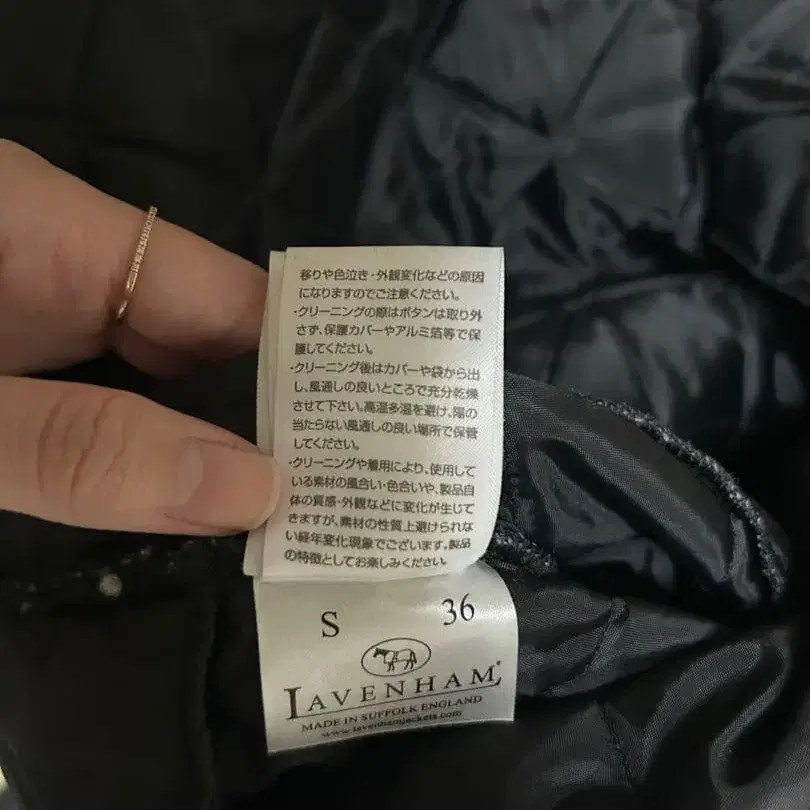 移りや色泣き・外観変化などの原因
になりますのでご注意ください。
・クリーニングの際はボタンは取り外
さず、保護カバーやアルミ箔等で保
護してください。
・クリーニング後はカバーや袋から出
し、風通しの良いところで充分乾燥
させて下さい。高温多湿を避け、陽の
当たらない風通しの良い場所で保管
してください。
・クリーニングや着用により、使用して
いる素材の風合い・色合いや、製品自
体の質感・外観などに変化が生じて
きますが、素材の性質上避けられな
い経年変化現象でございます。製品
の特徴としてお楽しみください。
S 36
LAVENHAM®
MADE IN SUFFOLK ENGLAND
www.lavenhamjackets.com